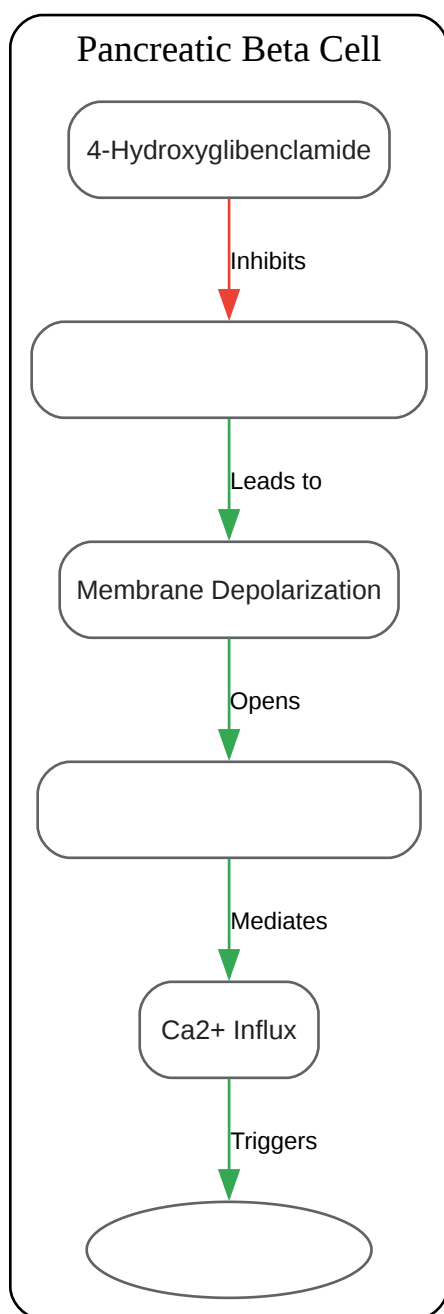 Pancreatic Beta Cell
4-Hydroxyglibenclamide
Inhibits
Leads to
Membrane Depolarization
Opens
Mediates
Ca2+ Influx
Triggers